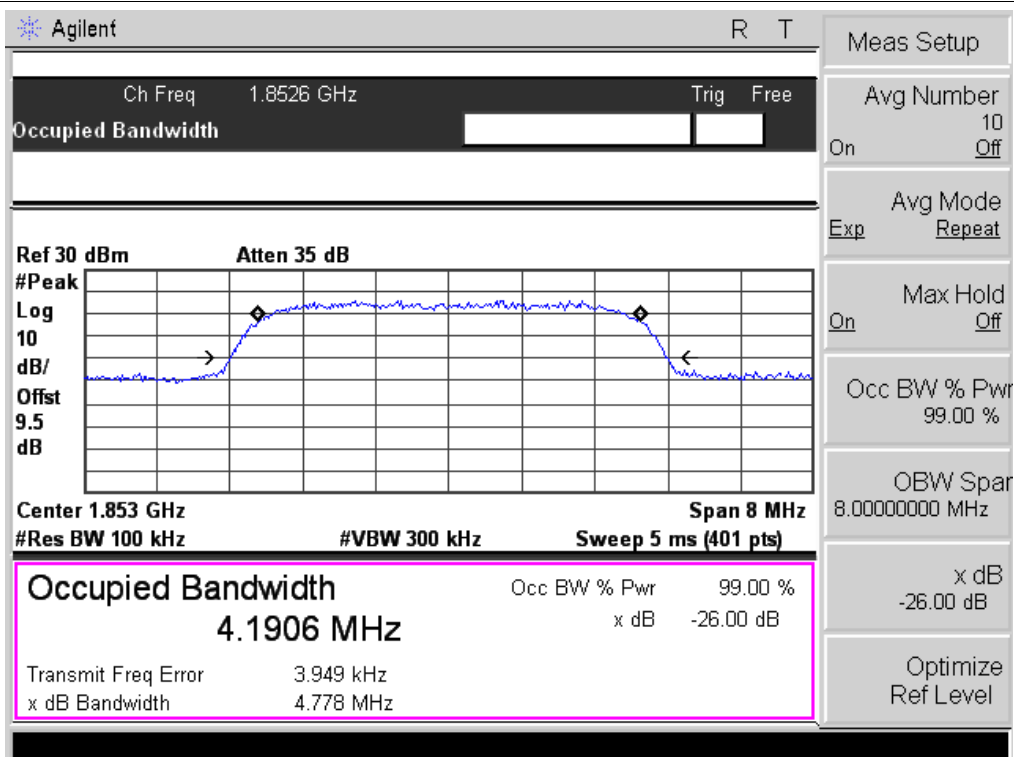 Agilent R T
Ch Freq 1.8526 GHz Trig Free
Occupied Bandwidth
Ref 30 dBm Atten 35 dB
#Peak
Log
10
dB/
Offst
9.5
dB
Center 1.853 GHz Span 8 MHz
#Res BW 100 kHz #VBW 300 kHz Sweep 5 ms (401 pts)
Occupied Bandwidth Occ BW % Pwr 99.00 %
4.1906 MHz x dB -26.00 dB
Transmit Freq Error 3.949 kHz
x dB Bandwidth 4.778 MHz
Meas Setup
Avg Number
10
On Off
Avg Mode
Exp Repeat
Max Hold
On Off
Occ BW % Pwr
99.00 %
OBW Span
8.00000000 MHz
x dB
-26.00 dB
Optimize
Ref Level